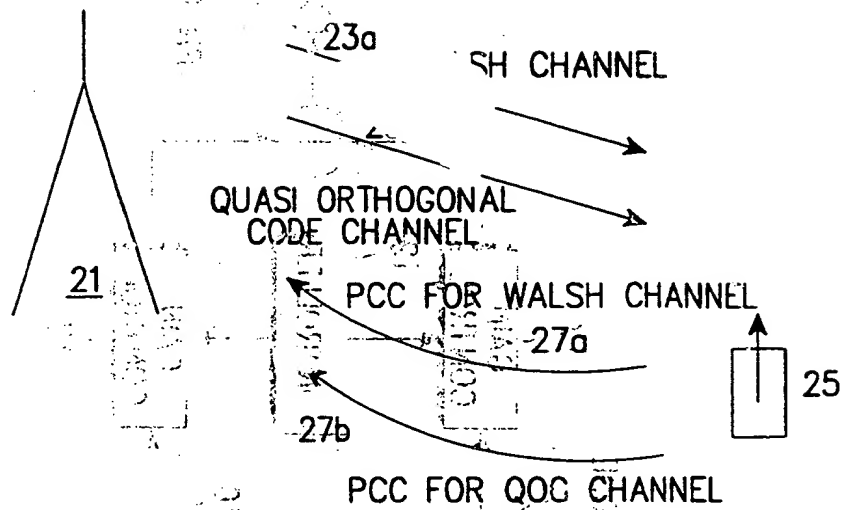 23a
SH CHANNEL
QUASI ORTHOGONAL
CODE CHANNEL
21
PCC FOR WALSH CHANNEL
27a
25
27b
PCC FOR QOC CHANNEL